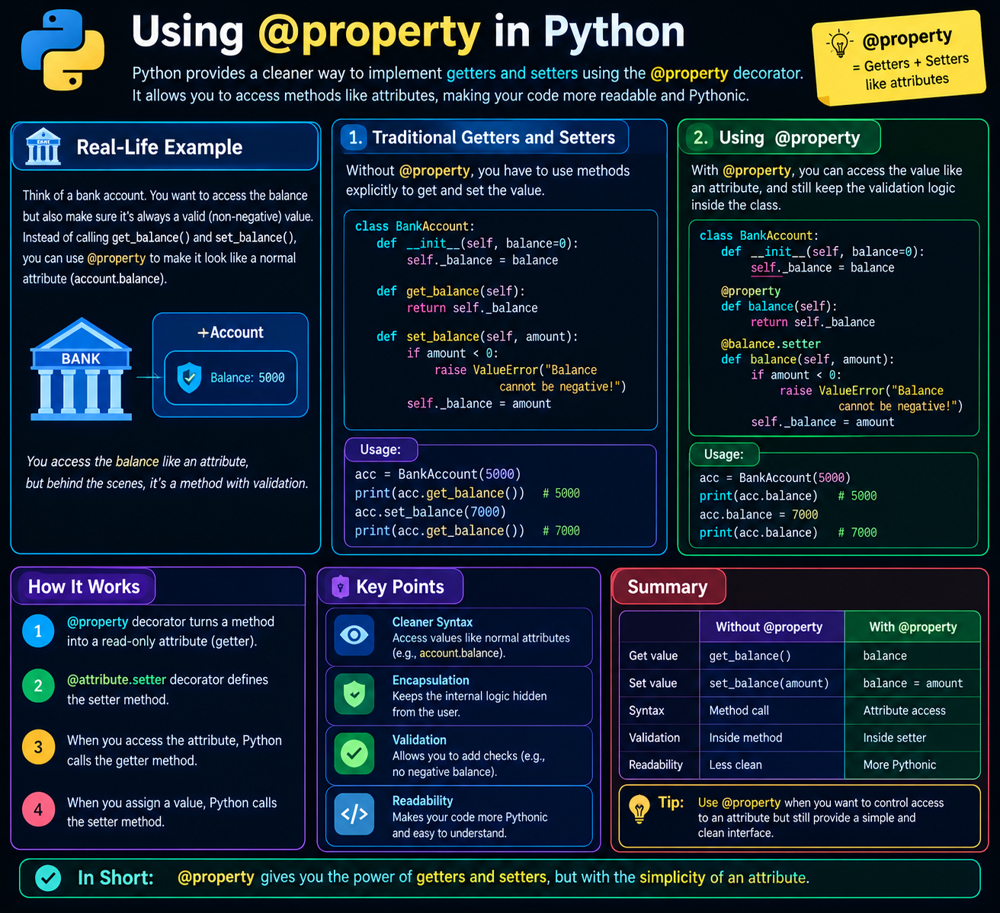 Using @property in Python
Python provides a cleaner way to implement getters and setters using the @property decorator.
It allows you to access methods like attributes, making your code more readable and Pythonic.
@property
= Getters + Setters
like attributes
BANK
Real-Life Example
Think of a bank account. You want to access the balance
but also make sure it's always a valid (non-negative) value.
Instead of calling get_balance() and set_balance(),
you can use @property to make it look like a normal
attribute (account.balance).
BANK
+Account
Balance: 5000
You access the balance like an attribute,
but behind the scenes, it's a method with validation.
1. Traditional Getters and Setters
Without @property, you have to use methods
explicitly to get and set the value.
class BankAccount:
def __init__(self, balance=0):
self._balance = balance
def get_balance(self):
return self._balance
def set_balance(self, amount):
if amount < 0:
raise ValueError("Balance
cannot be negative!")
self._balance = amount
Usage:
acc = BankAccount(5000)
print(acc.get_balance()) # 5000
acc.set_balance(7000)
print(acc.get_balance()) # 7000
2. Using @property
With @property, you can access the value like
an attribute, and still keep the validation logic
inside the class.
class BankAccount:
def __init__(self, balance=0):
self._balance = balance
@property
def balance(self):
return self._balance
@balance.setter
def balance(self, amount):
if amount < 0:
raise ValueError("Balance
cannot be negative!")
self._balance = amount
Usage:
acc = BankAccount(5000)
print(acc.balance) # 5000
acc.balance = 7000
print(acc.balance) # 7000
How It Works
1 @property decorator turns a method
into a read-only attribute (getter).
2 @attribute.setter decorator defines
the setter method.
3 When you access the attribute, Python
calls the getter method.
4 When you assign a value, Python calls
the setter method.
Key Points
Cleaner Syntax
Access values like normal attributes
(e.g., account.balance).
Encapsulation
Keeps the internal logic hidden
from the user.
Validation
Allows you to add checks (e.g.,
no negative balance).
</> Readability
Makes your code more Pythonic
and easy to understand.
Summary
Without @property With @property
Get value get_balance() balance
Set value set_balance(amount) balance = amount
Syntax Method call Attribute access
Validation Inside method Inside setter
Readability Less clean More Pythonic
Tip: Use @property when you want to control access
to an attribute but still provide a simple and
clean interface.
In Short: @property gives you the power of getters and setters, but with the simplicity of an attribute.